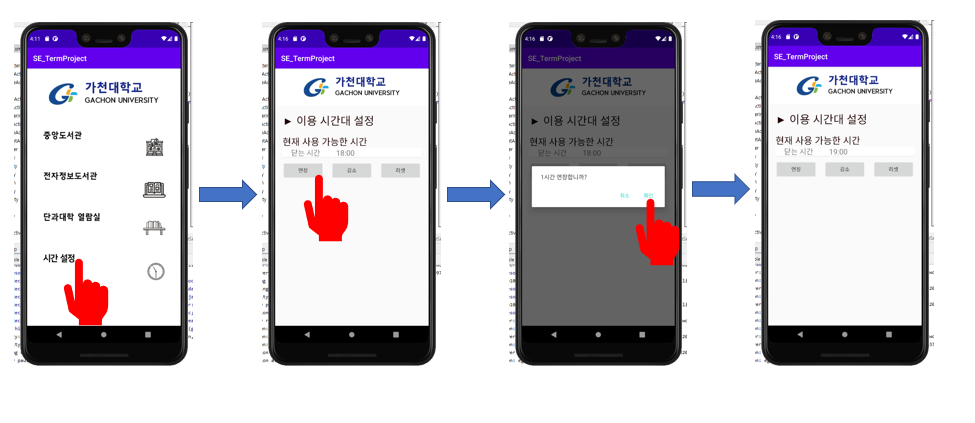 4:11
SE_TermProject
가천대학교
GACHON UNIVERSITY
중앙도서관
전자정보도서관
단과대학 열람실
시간 설정
4:16
SE_TermProject
가천대학교
GACHON UNIVERSITY
► 이용 시간대 설정
현재 사용 가능한 시간
닫는 시간 18:00
연장 감소 리셋
4:16
SE_TermProject
가천대학교
GACHON UNIVERSITY
► 이용 시간대 설정
현재 사용 가능한 시간
닫는 시간 18:00
1시간 연장합니까?
취소 확인
4:16
SE_TermProject
가천대학교
GACHON UNIVERSITY
► 이용 시간대 설정
현재 사용 가능한 시간
닫는 시간 19:00
연장 감소 리셋